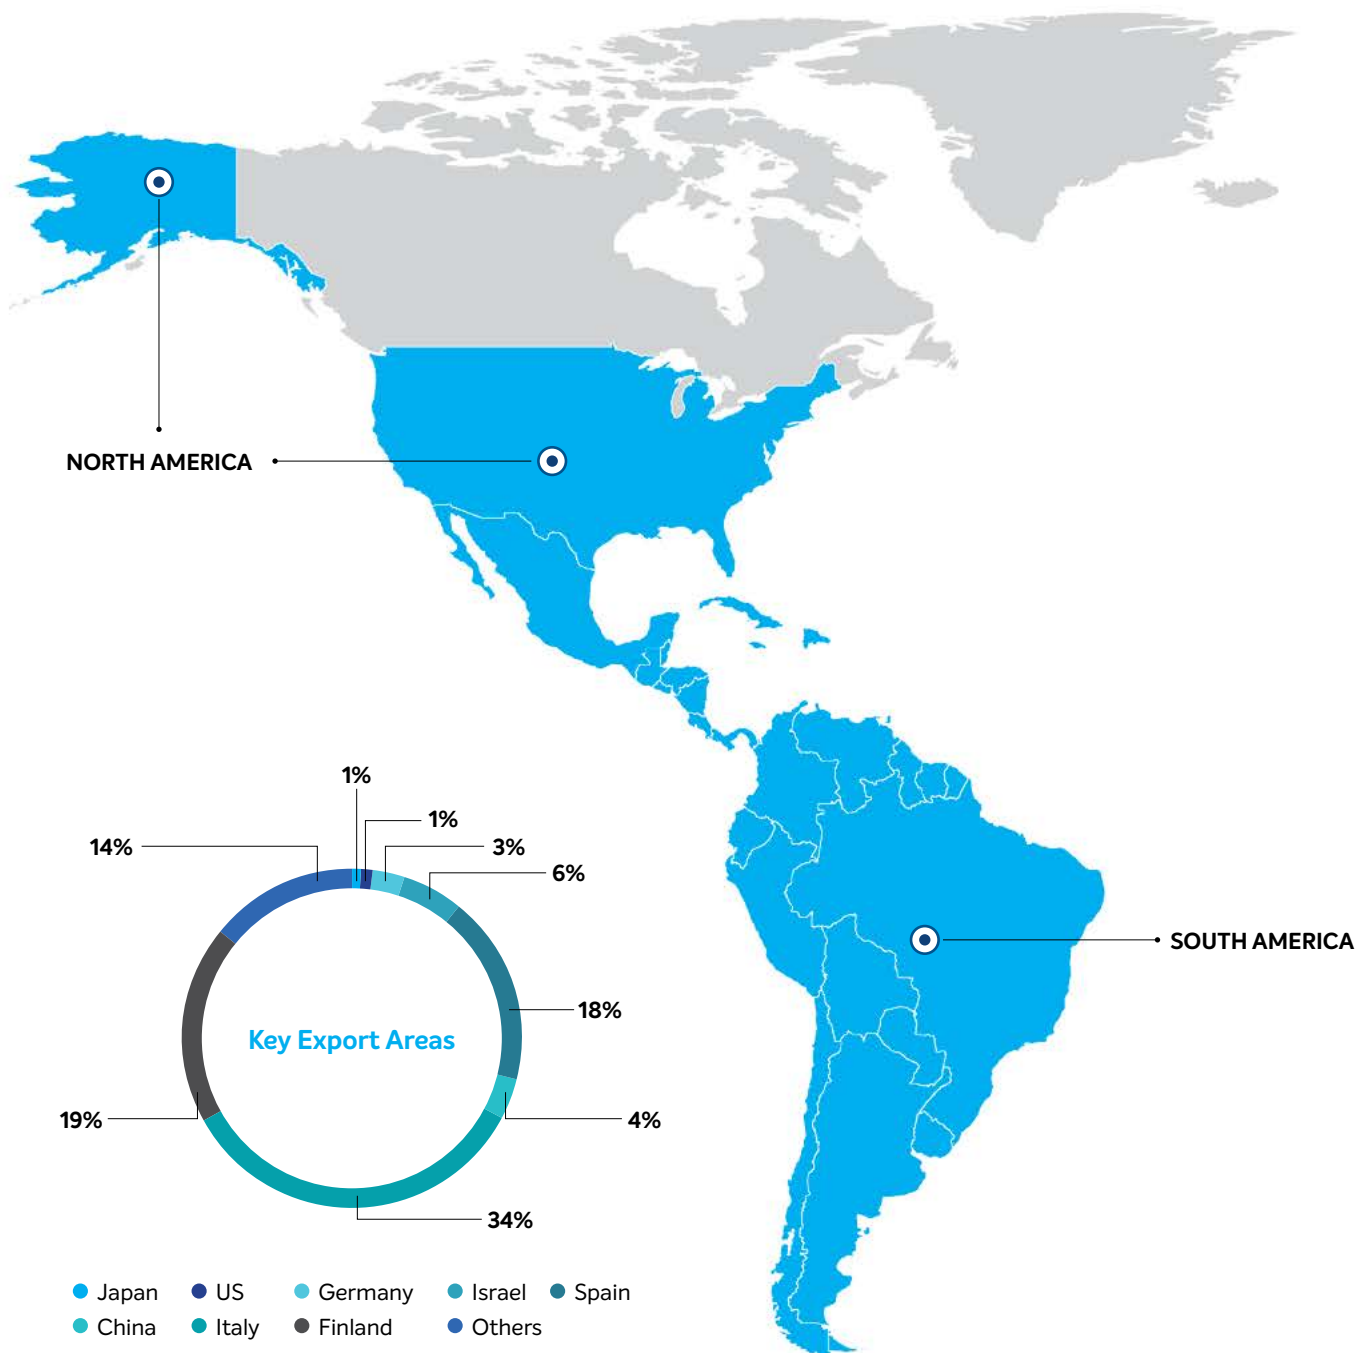 NORTH AMERICA
1%
1%
14%
3%
6%
SOUTH AMERICA
18%
Key Export Areas
19%
4%
34%
Japan US Germany Israel Spain
China Italy Finland Others